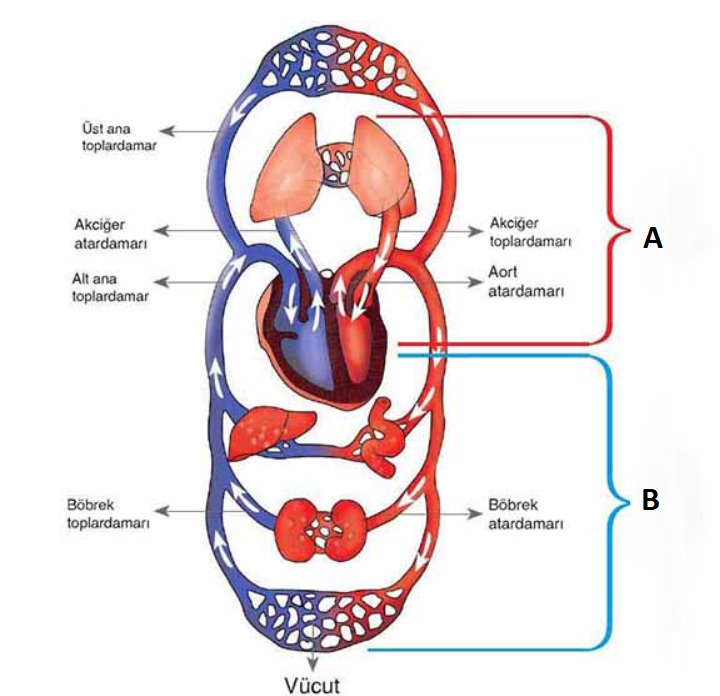 Üst ana
toplardamar
Akciğer
atardamarı
Alt ana
toplardamar
Akciğer
toplardamarı
Aort
atardamarı
A
Böbrek
toplardamarı
Böbrek
atardamarı
B
Vücut